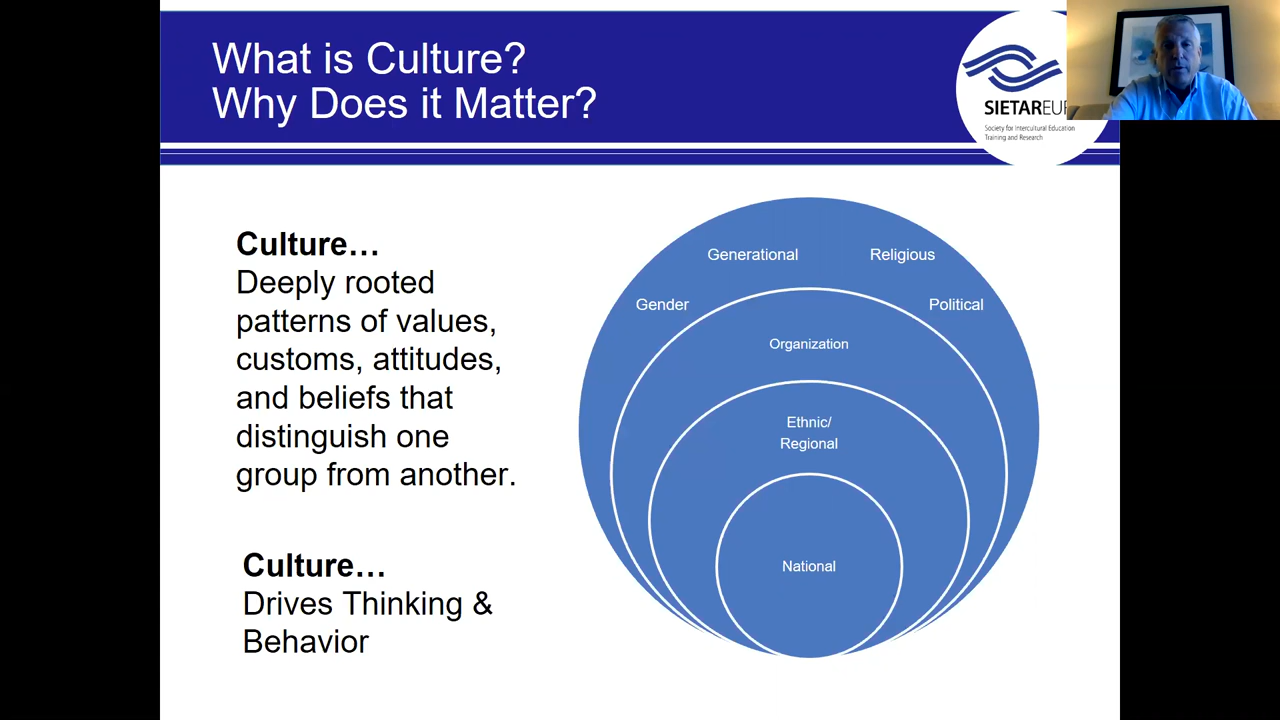 What is Culture?
Why Does it Matter?
SIETAREU
Society for Intercultural Education
Training and Research
Culture…
Deeply rooted
patterns of values,
customs, attitudes,
and beliefs that
distinguish one
group from another.
Culture…
Drives Thinking &
Behavior
Generational
Religious
Gender
Political
Organization
Ethnic/
Regional
National